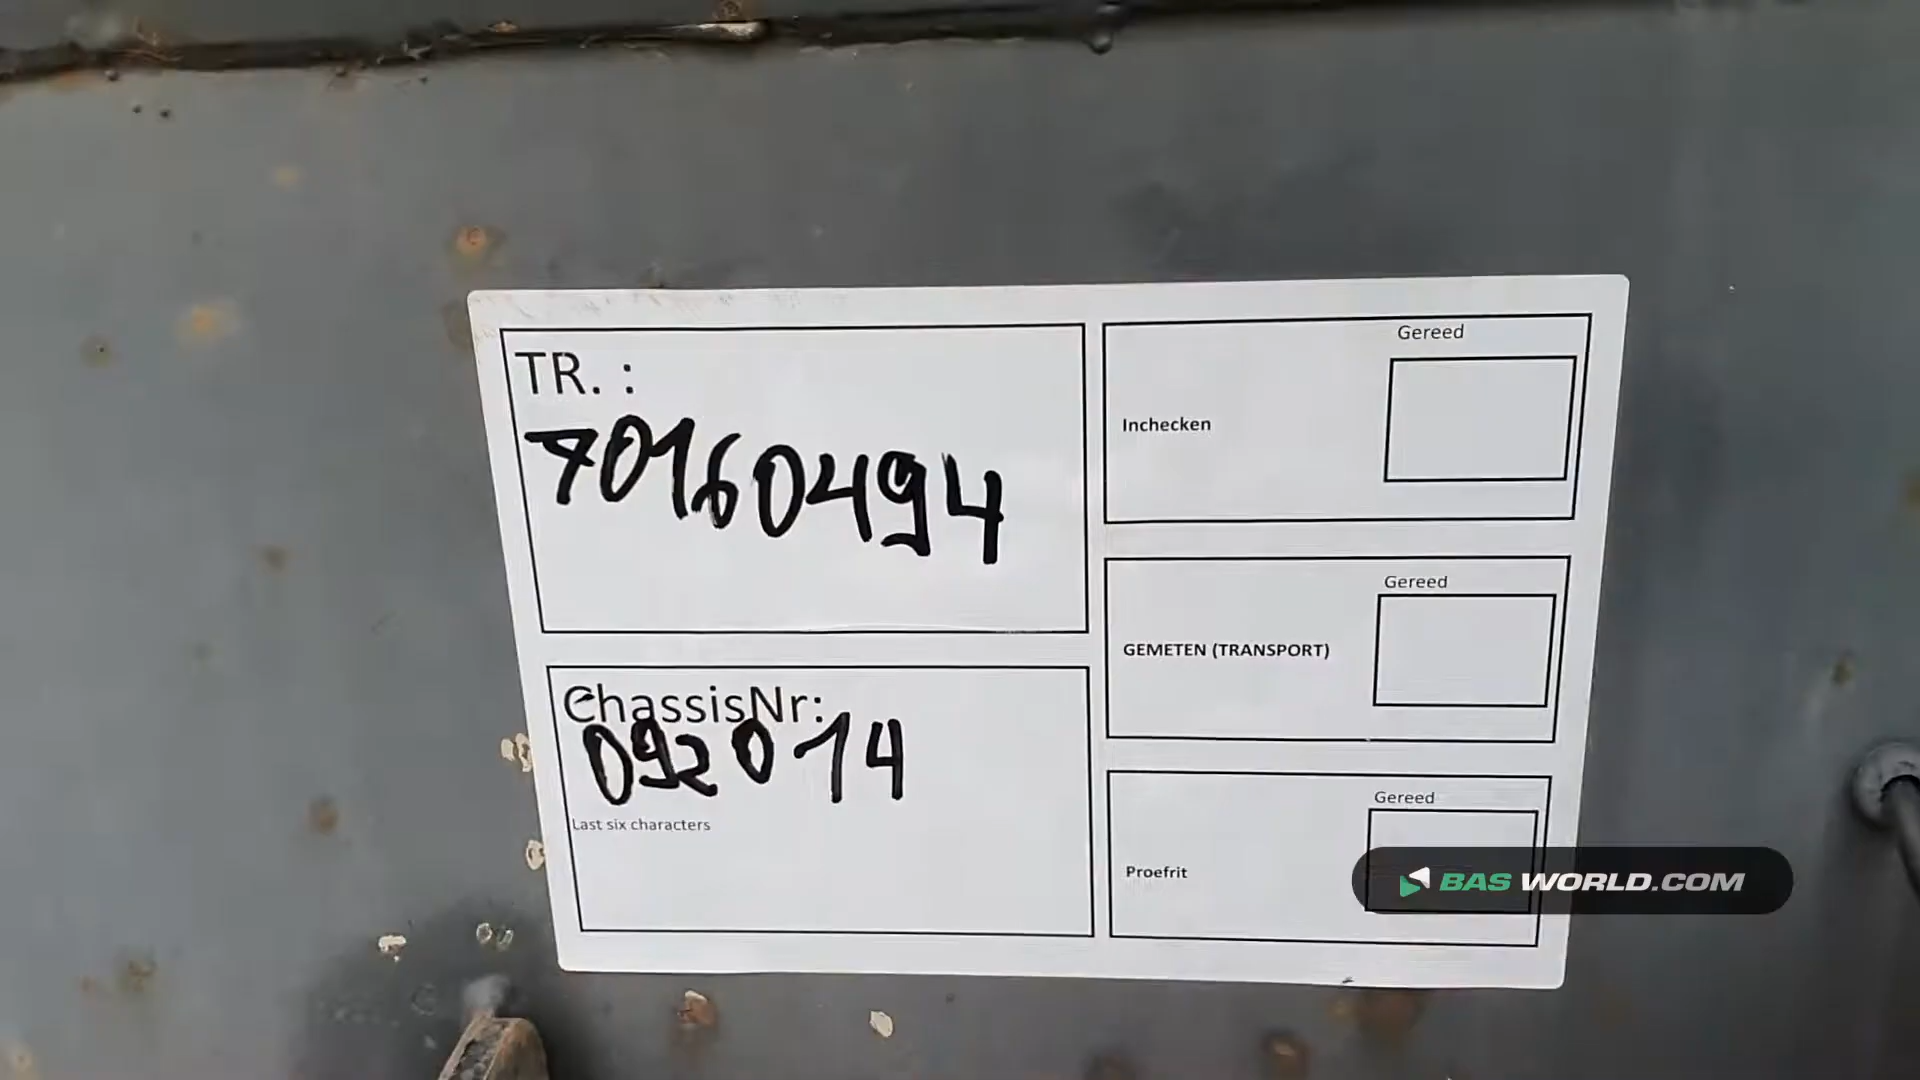 TR. :
70160494
ChassisNr:
092014
Last six characters
Gereed
Inchecken
Gereed
GEMETEN (TRANSPORT)
Gereed
Proefrit
BAS WORLD.COM